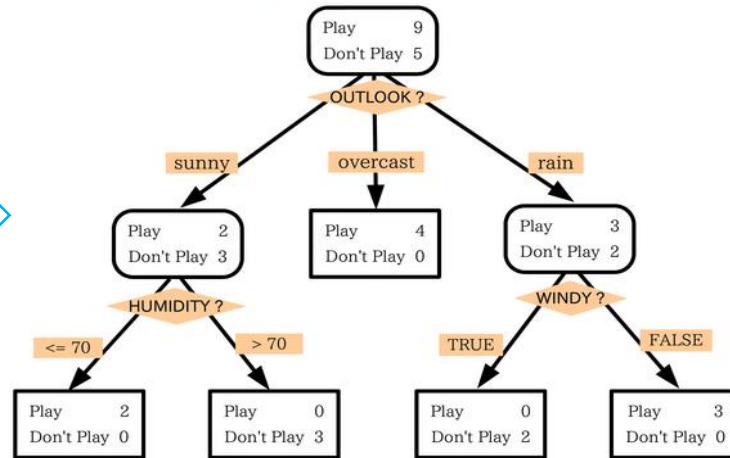 Play 9
Don't Play 5
OUTLOOK ?
sunny
overcast
rain
Play 2
Don't Play 3
Play 4
Don't Play 0
Play 3
Don't Play 2
HUMIDITY ?
WINDY ?
<= 70
> 70
TRUE
FALSE
Play 2
Don't Play 0
Play 0
Don't Play 3
Play 0
Don't Play 2
Play 3
Don't Play 0